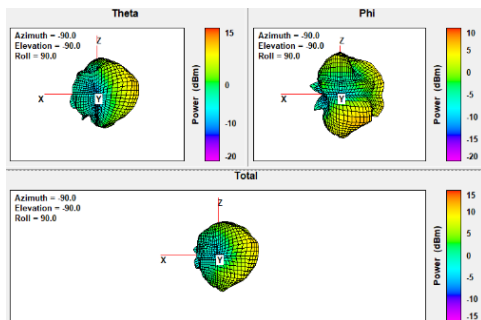 Theta
Azimuth = -90.0
Elevation = -90.0
Roll = 90.0
Z
X
Y
Power (dBm)
15
0
-10
-20
Phi
Azimuth = -90.0
Elevation = -90.0
Roll = 90.0
Z
X
Y
Power (dBm)
10
5
0
-5
-10
-15
-20
Total
Azimuth = -90.0
Elevation = -90.0
Roll = 90.0
Z
X
Y
Power (dBm)
15
10
5
0
-5
-10
-15